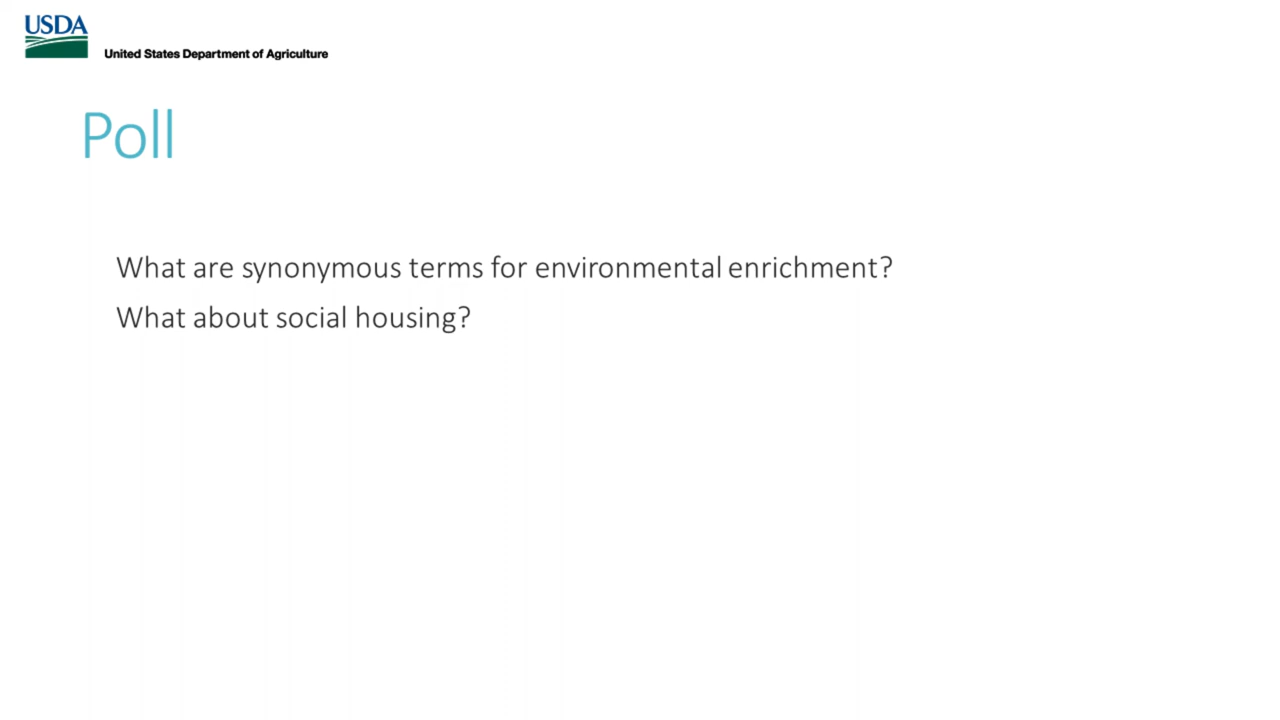 USDA
United States Department of Agriculture
Poll
What are synonymous terms for environmental enrichment?
What about social housing?